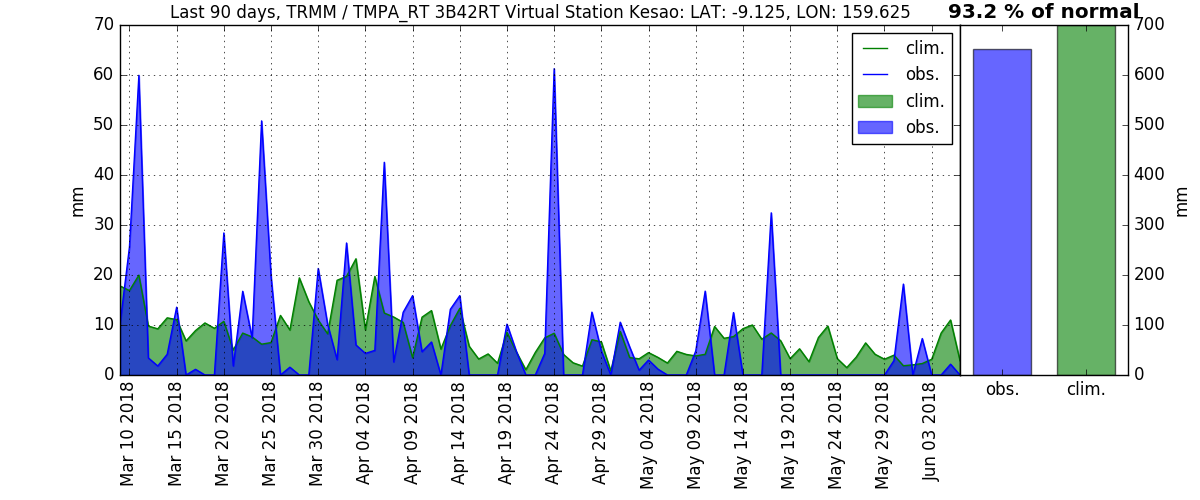 Last 90 days, TRMM / TMPA_RT 3B42RT Virtual Station Kesao: LAT: -9.125, LON: 159.625
93.2 % of normal
70
60
50
40
30
20
10
0
mm
clim.
obs.
clim.
obs.
700
600
500
400
300
200
100
0
mm
obs.
clim.
Mar 10 2018
Mar 15 2018
Mar 20 2018
Mar 25 2018
Mar 30 2018
Apr 04 2018
Apr 09 2018
Apr 14 2018
Apr 19 2018
Apr 24 2018
Apr 29 2018
May 04 2018
May 09 2018
May 14 2018
May 19 2018
May 24 2018
May 29 2018
Jun 03 2018